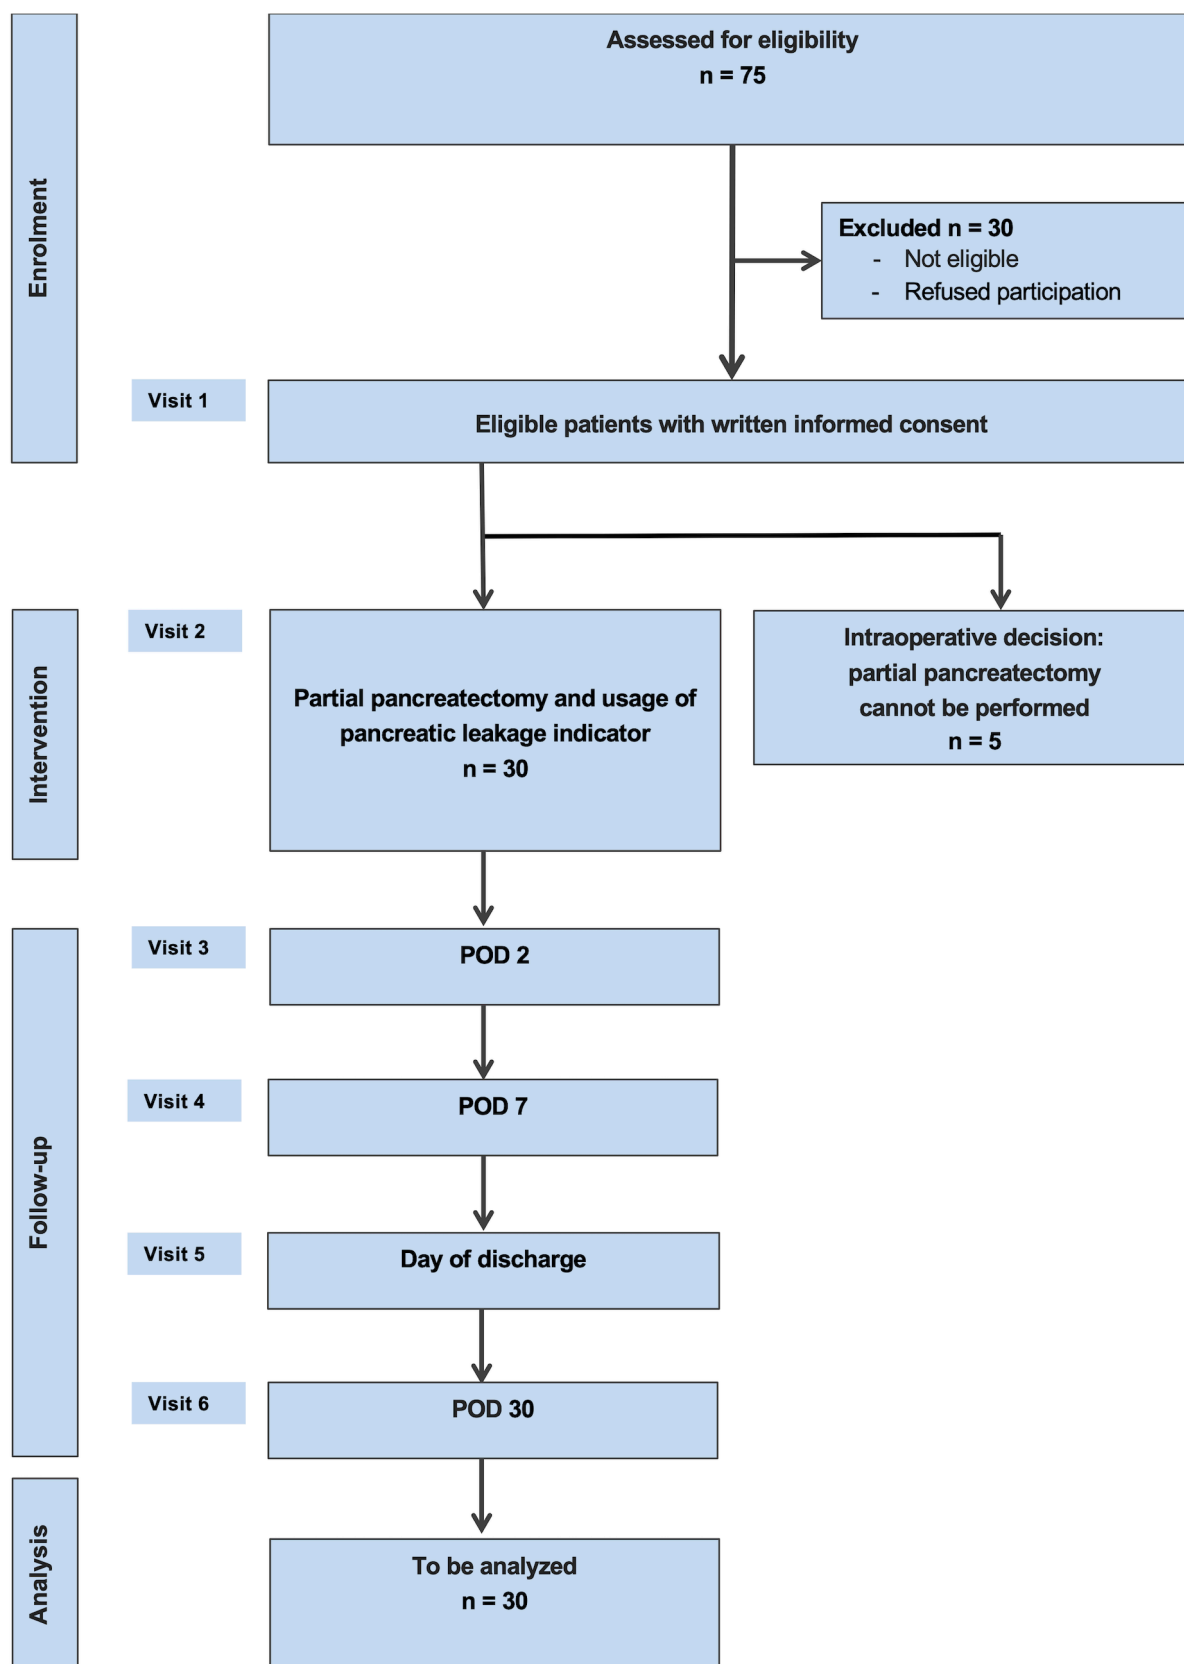 Enrolment
Assessed for eligibility
n = 75
Excluded n = 30
- Not eligible
- Refused participation
Visit 1
Eligible patients with written informed consent
Intervention
Visit 2
Partial pancreatectomy and usage of
pancreatic leakage indicator
n = 30
Intraoperative decision:
partial pancreatectomy
cannot be performed
n = 5
Follow-up
Visit 3
POD 2
Visit 4
POD 7
Visit 5
Day of discharge
Visit 6
POD 30
Analysis
To be analyzed
n = 30